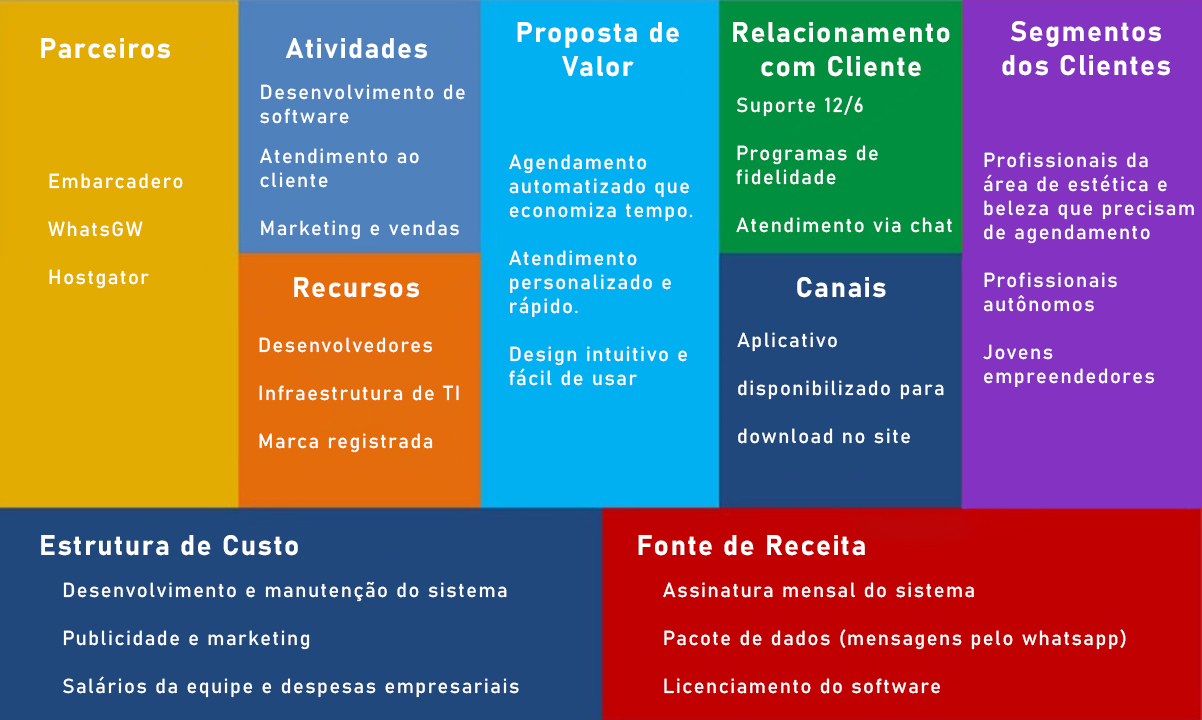 Parceiros
Embarcadero
WhatsGW
Hostgator
Atividades
Desenvolvimento de
software
Atendimento ao
cliente
Marketing e vendas
Recursos
Desenvolvedores
Infraestrutura de TI
Marca registrada
Proposta de
Valor
Agendamento
automatizado que
economiza tempo.
Atendimento
personalizado e
rápido.
Design intuitivo e
fácil de usar
Relacionamento
com Cliente
Suporte 12/6
Programas de
fidelidade
Atendimento via chat
Canais
Aplicativo
disponibilizado para
download no site
Segmentos
dos Clientes
Profissionais da
área de estética e
beleza que precisam
de agendamento
Profissionais
autônomos
Jovens
empreendedores
Estrutura de Custo
Desenvolvimento e manutenção do sistema
Publicidade e marketing
Salários da equipe e despesas empresariais
Fonte de Receita
Assinatura mensal do sistema
Pacote de dados (mensagens pelo whatsapp)
Licenciamento do software